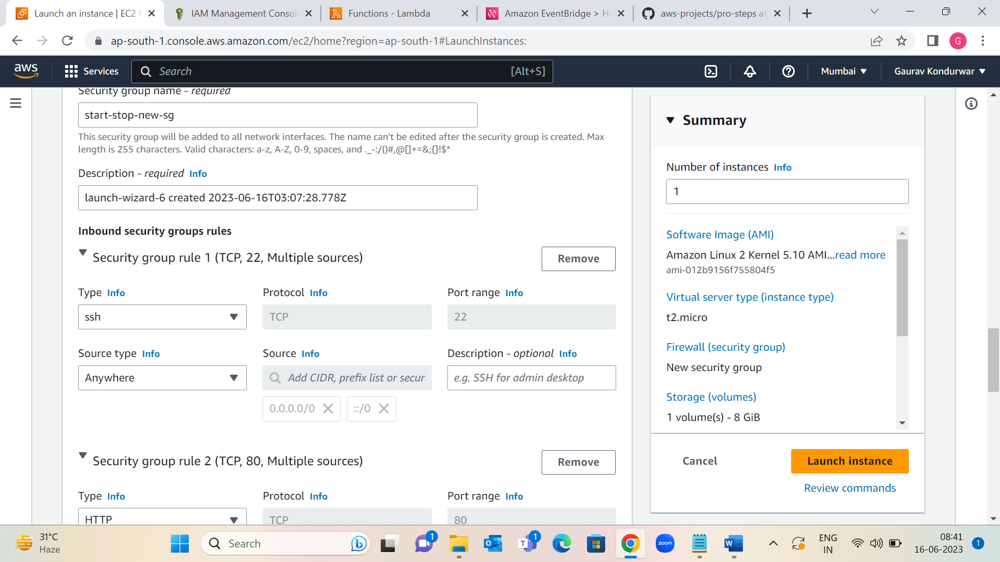 Launch an instance | EC2
IAM Management Consol
Functions - Lambda
Amazon EventBridge > H
aws-projects/pro-steps at
ap-south-1.console.aws.amazon.com/ec2/home?region=ap-south-1#LaunchInstances:
G
aws
Services
Search
[Alt+S]
Mumbai
Gaurav Kondurwar
Security group name - required
start-stop-new-sg
This security group will be added to all network interfaces. The name can't be edited after the security group is created. Max
length is 255 characters. Valid characters: a-z, A-Z, 0-9, spaces, and ._-:/()#,@[]+=&;{}!$*
Description - required Info
launch-wizard-6 created 2023-06-16T03:07:28.778Z
Inbound security groups rules
Security group rule 1 (TCP, 22, Multiple sources)
Remove
Type Info
Protocol Info
Port range Info
ssh
TCP
22
Source type Info
Source Info
Description - optional Info
Anywhere
Add CIDR, prefix list or secur
e.g. SSH for admin desktop
0.0.0.0/0
::/0
Security group rule 2 (TCP, 80, Multiple sources)
Remove
Type Info
Protocol Info
Port range Info
HTTP
TCP
80
Summary
Number of instances Info
1
Software Image (AMI)
Amazon Linux 2 Kernel 5.10 AMI...read more
ami-012b9156f755804f5
Virtual server type (instance type)
t2.micro
Firewall (security group)
New security group
Storage (volumes)
1 volume(s) - 8 GiB
Cancel
Launch instance
Review commands
31°C
Haze
Search
1
1
zoom
ENG
IN
08:41
16-06-2023
1